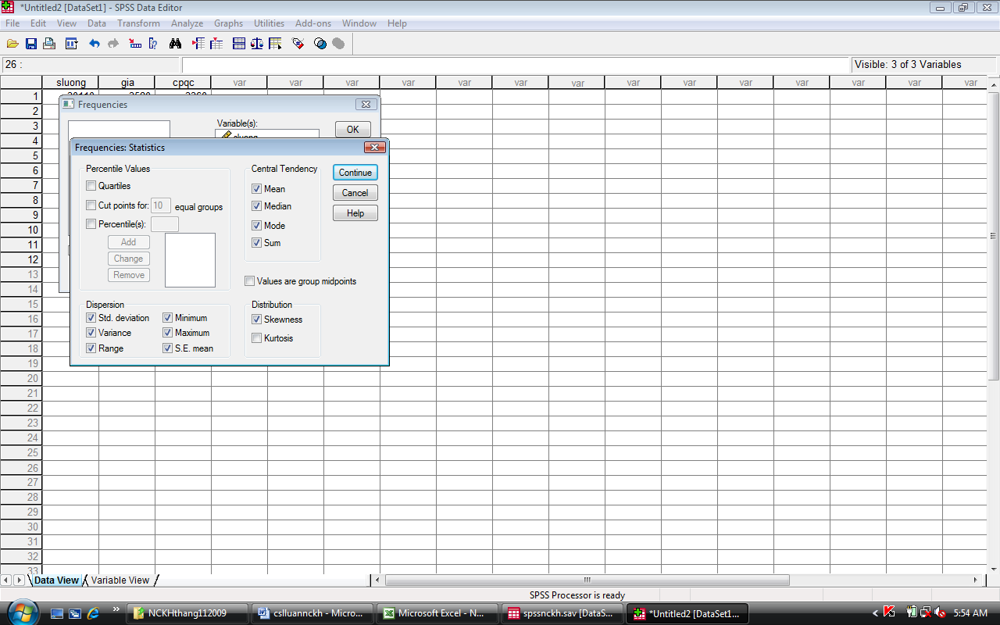 *Untitled2 [DataSet1] - SPSS Data Editor
File Edit View Data Transform Analyze Graphs Utilities Add-ons Window Help
26 :
Visible: 3 of 3 Variables
sluong gia cpqc var var var var var var var var var var var var var var
1
2
3
4
5
6
7
8
9
10
11
12
13
14
15
16
17
18
19
20
21
22
23
24
25
26
27
28
29
30
31
32
33
Frequencies
Variable(s):
sluong
OK
Frequencies: Statistics
Percentile Values
Quartiles
Cut points for: 10 equal groups
Percentile(s):
Add
Change
Remove
Central Tendency
Mean
Median
Mode
Sum
Continue
Cancel
Help
Values are group midpoints
Dispersion
Std. deviation
Minimum
Variance
Maximum
Range
S.E. mean
Distribution
Skewness
Kurtosis
Data View Variable View
SPSS Processor is ready
NCKHthang112009
cslluannckh - Micro...
Microsoft Excel - N...
spssnckh.sav [DataS...
*Untitled2 [DataSet1...
5:54 AM